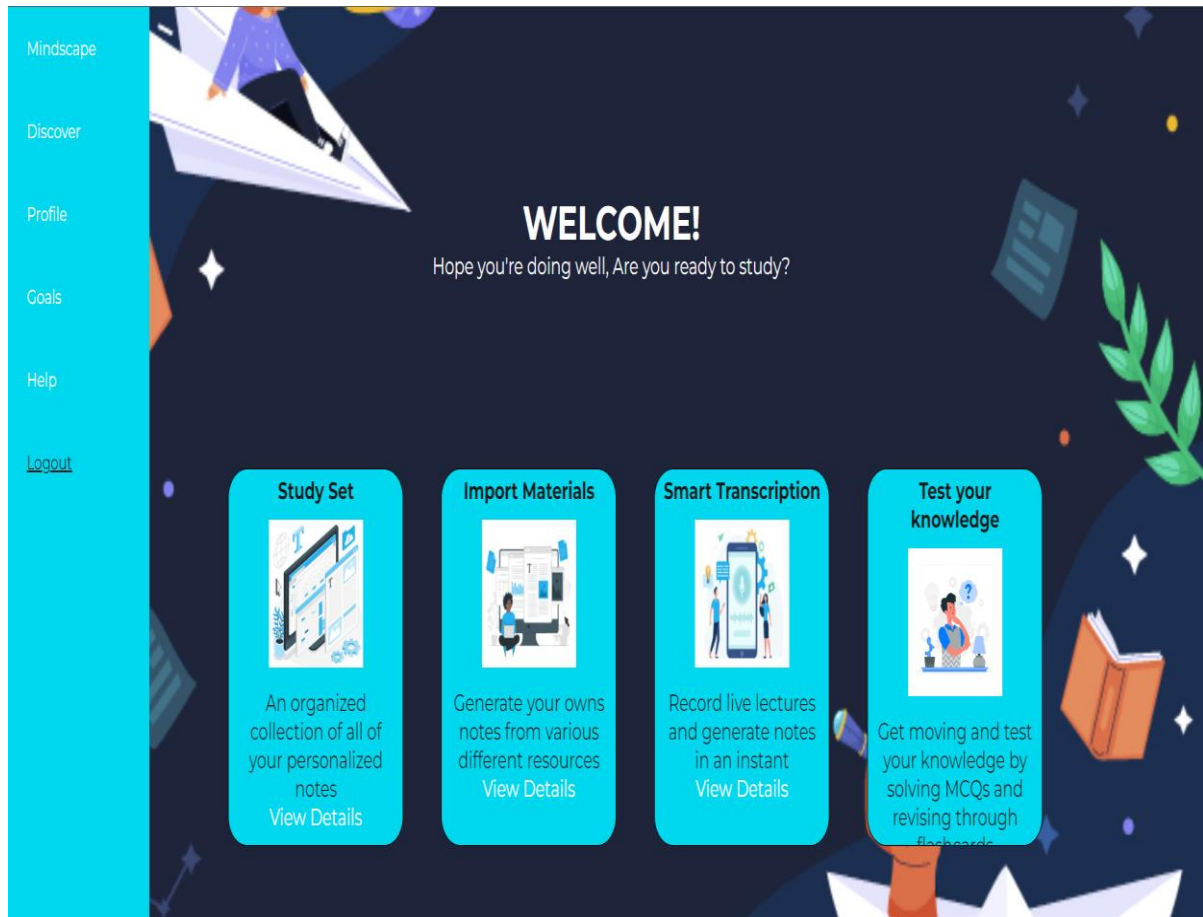 Mindscape
Discover
Profile
Goals
Help
Logout
WELCOME!
Hope you're doing well, Are you ready to study?
Study Set
An organized
collection of all of
your personalized
notes
View Details
Import Materials
Generate your owns
notes from various
different resources
View Details
Smart Transcription
Record live lectures
and generate notes
in an instant
View Details
Test your
knowledge
Get moving and test
your knowledge by
solving MCQs and
revising through
flashcards